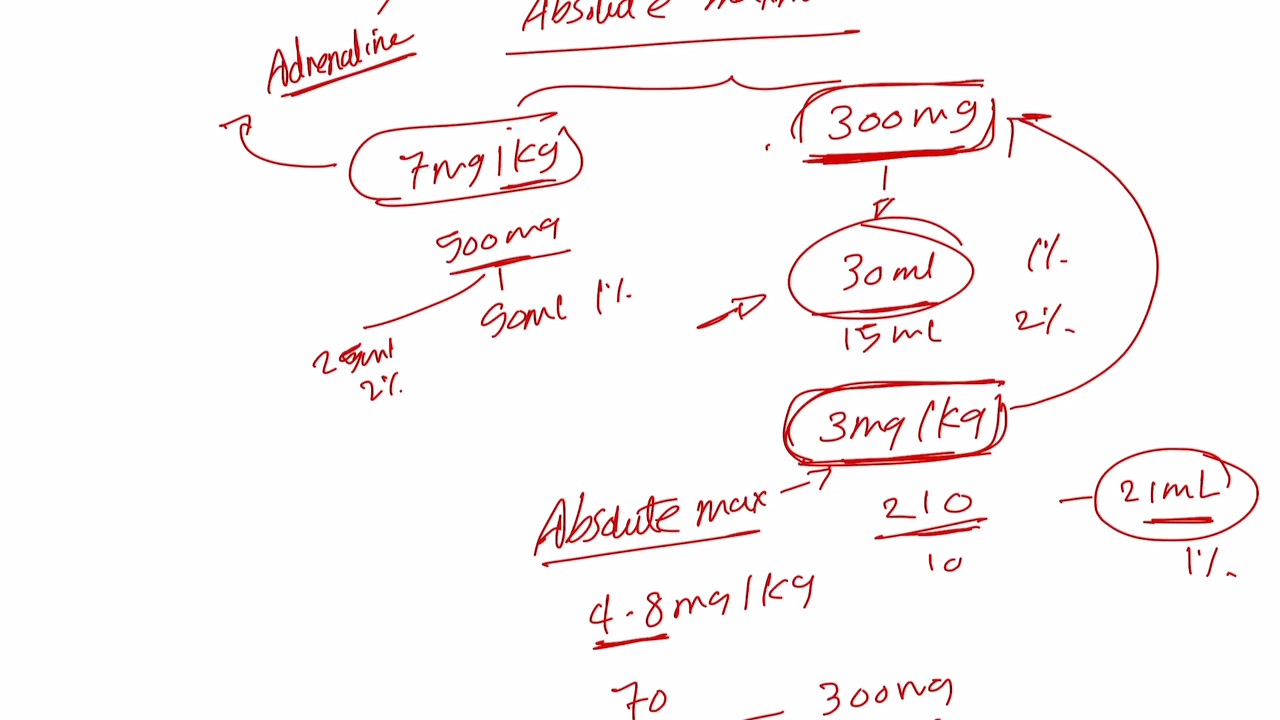 Absolute
Adrenaline
300mg
7mg/kg
500mg
30ml 1%
50ml 1%
15ml 2%
25ml
2%
3mg/kg
Absolute max
210
10
21mL
1%
4.8mg/kg
70
300mg